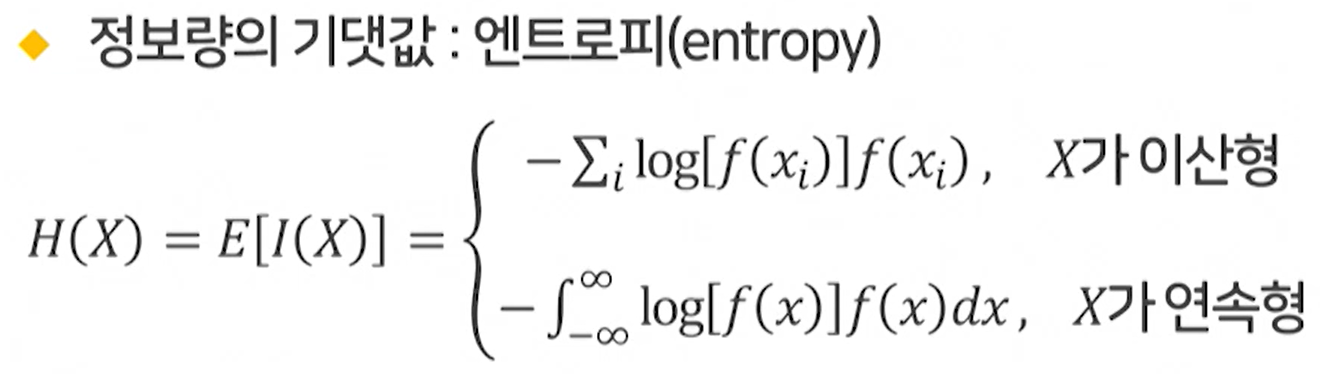 ◆ 정보량의 기댓값 : 엔트로피(entropy)
−∑ᵢ log[f(xᵢ)]f(xᵢ), X가 이산형
H(X) = E[I(X)] = {
−∫_{−∞}^{∞} log[f(x)]f(x)dx, X가 연속형